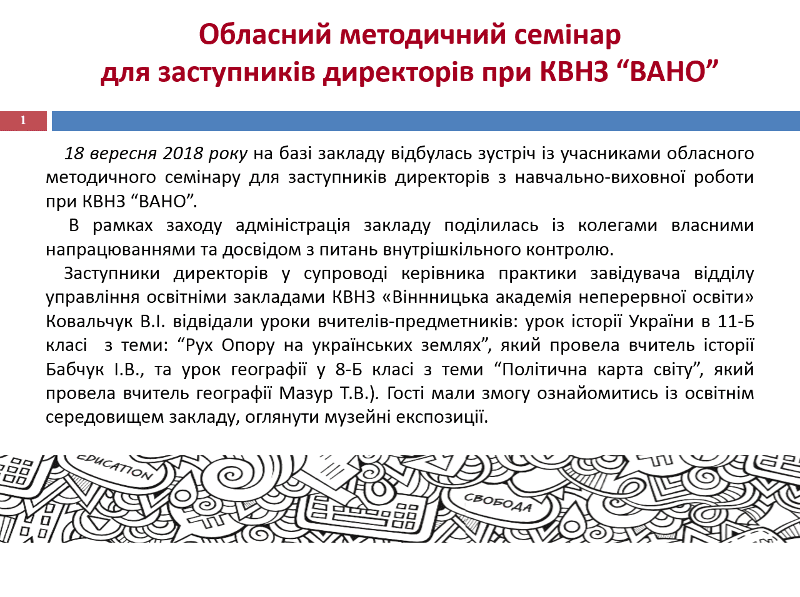 Обласний методичний семінар
для заступників директорів при КВНЗ “ВАНО”
1
18 вересня 2018 року на базі закладу відбулась зустріч із учасниками обласного
методичного семінару для заступників директорів з навчально-виховної роботи
при КВНЗ “ВАНО”.
В рамках заходу адміністрація закладу поділилась із колегами власними
напрацюваннями та досвідом з питань внутрішкільного контролю.
Заступники директорів у супроводі керівника практики завідувача відділу
управління освітніми закладами КВНЗ «Віннницька академія неперервної освіти»
Ковальчук В.І. відвідали уроки вчителів-предметників: урок історії України в 11-Б
класі з теми: “Рух Опору на українських землях”, який провела вчитель історії
Бабчук І.В., та урок географії у 8-Б класі з теми “Політична карта світу”, який
провела вчитель географії Мазур Т.В.). Гості мали змогу ознайомитись із освітнім
середовищем закладу, оглянути музейні експозиції.
EDUCATION
СВОБОДА